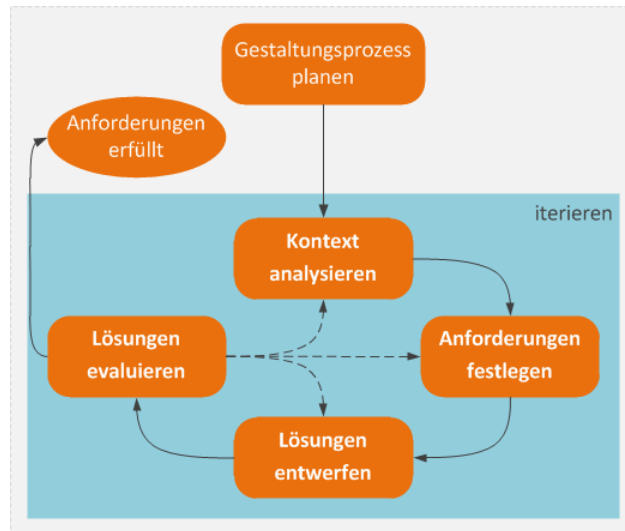 Gestaltungsprozess
planen
Anforderungen
erfüllt
iterieren
Kontext
analysieren
Lösungen
evaluieren
Anforderungen
festlegen
Lösungen
entwerfen